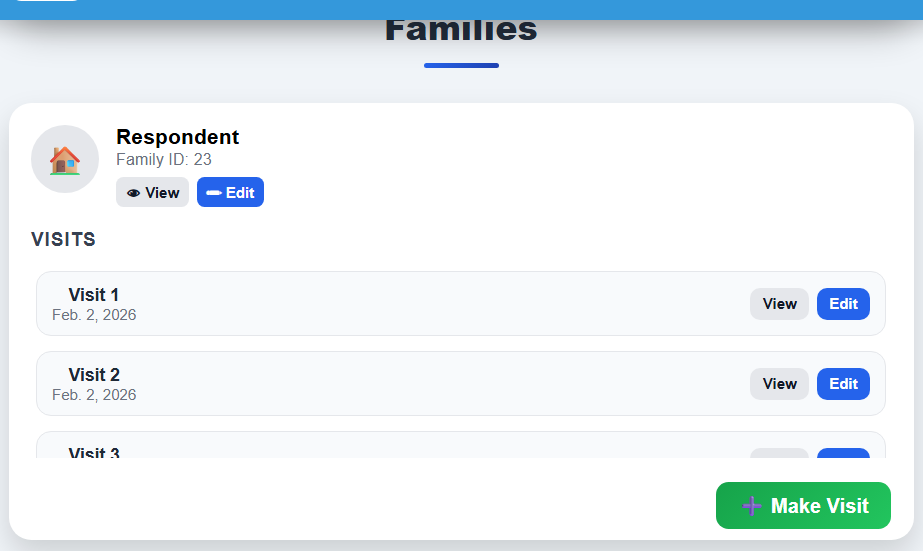 Families
Respondent
Family ID: 23
View
Edit
VISITS
Visit 1
Feb. 2, 2026
View
Edit
Visit 2
Feb. 2, 2026
View
Edit
Visit 3
Make Visit